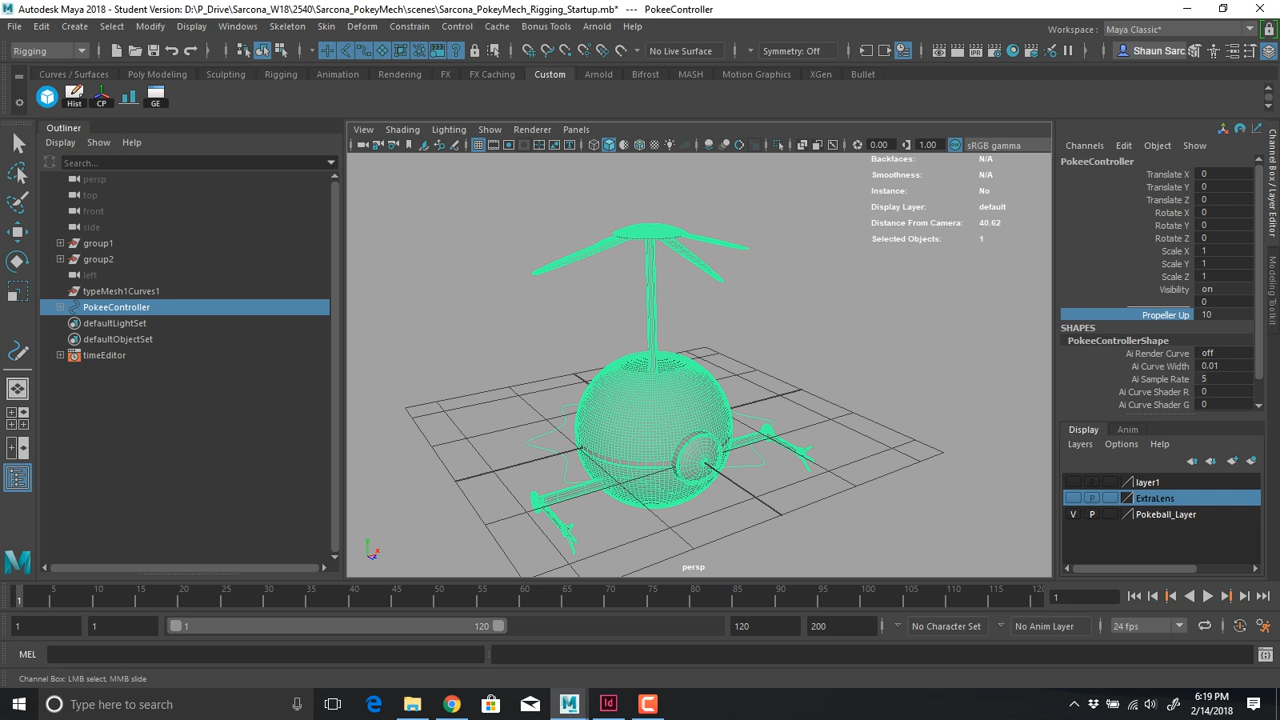 Autodesk Maya 2018 - Student Version: D:\P_Drive\Sarcona_W18\2540\Sarcona_PokeyMech\scenes\Sarcona_PokeyMech_Rigging_Startup.mb* --- PokeeController
File Edit Create Select Modify Display Windows Skeleton Skin Deform Constrain Control Cache Bonus Tools Arnold Help
Workspace : Maya Classic*
Rigging
No Live Surface
Symmetry: Off
Shaun Sarc
Curves / Surfaces Poly Modeling Sculpting Rigging Animation Rendering FX FX Caching Custom Arnold Bifrost MASH Motion Graphics XGen Bullet
Hist CP GE
Outliner
Display Show Help
Search...
persp
top
front
side
group1
group2
left
typeMesh1Curves1
PokeeController
defaultLightSet
defaultObjectSet
timeEditor
View Shading Lighting Show Renderer Panels
0.00 1.00 sRGB gamma
Backfaces: N/A
Smoothness: N/A
Instance: No
Display Layer: default
Distance From Camera: 40.62
Selected Objects: 1
persp
Channels Edit Object Show
PokeeController
Translate X 0
Translate Y 0
Translate Z 0
Rotate X 0
Rotate Y 0
Rotate Z 0
Scale X 1
Scale Y 1
Scale Z 1
Visibility on
0
Propeller Up 10
SHAPES
PokeeControllerShape
Ai Render Curve off
Ai Curve Width 0.01
Ai Sample Rate 5
Ai Curve Shader R 0
Ai Curve Shader G 0
Display Anim
Layers Options Help
P layer1
P ExtraLens
V P Pokeball_Layer
Channel Box / Layer Editor
Modeling Toolkit
1 5 10 15 20 25 30 35 40 45 50 55 60 65 70 75 80 85 90 95 100 105 110 115 120
1
1 1 1 120 120 200 No Character Set No Anim Layer 24 fps
MEL
Channel Box: LMB select, MMB slide
Type here to search
6:19 PM
2/14/2018